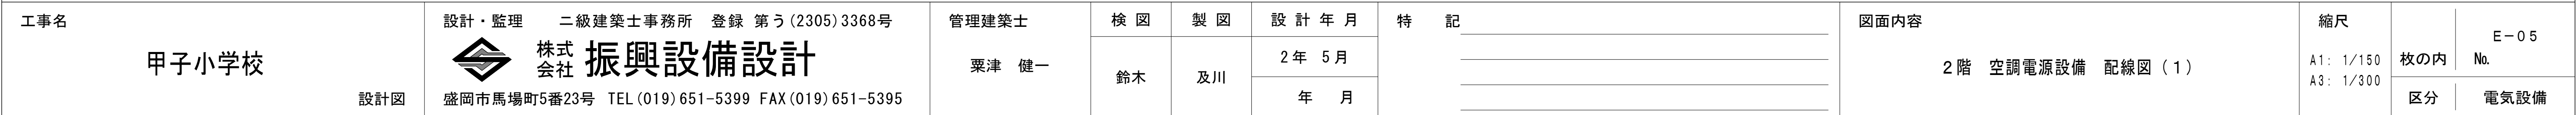 工事名
甲子小学校
設計図
設計・監理　二級建築士事務所　登録 第う(2305)3368号
株式会社 振興設備設計
盛岡市馬場町5番23号 TEL(019)651-5399 FAX(019)651-5395
管理建築士
粟津　健一
検 図
鈴木
製 図
及川
設 計 年 月
2年 5月
年 月
特 記
図面内容
2階　空調電源設備　配線図（1）
縮尺
A1: 1/150
A3: 1/300
枚の内
E-05
№
区分
電気設備